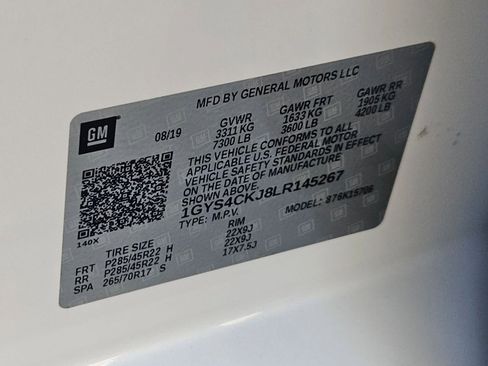 MFD BY GENERAL MOTORS LLC
GM
08/19
GVWR
3311 KG
7300 LB
GAWR FRT
1633 KG
3600 LB
GAWR RR
1905 KG
4200 LB
THIS VEHICLE CONFORMS TO ALL
APPLICABLE U.S. FEDERAL MOTOR
VEHICLE SAFETY STANDARDS IN EFFECT
ON THE DATE OF MANUFACTURE
SHOWN ABOVE.
1GYS4CKJ8LR145267
TYPE: M.P.V.
MODEL: 876K15706
140X
TIRE SIZE
RIM
FRT P285/45R22 H 22X9J
RR P285/45R22 H 22X9J
SPA 265/70R17 S 17X7.5J